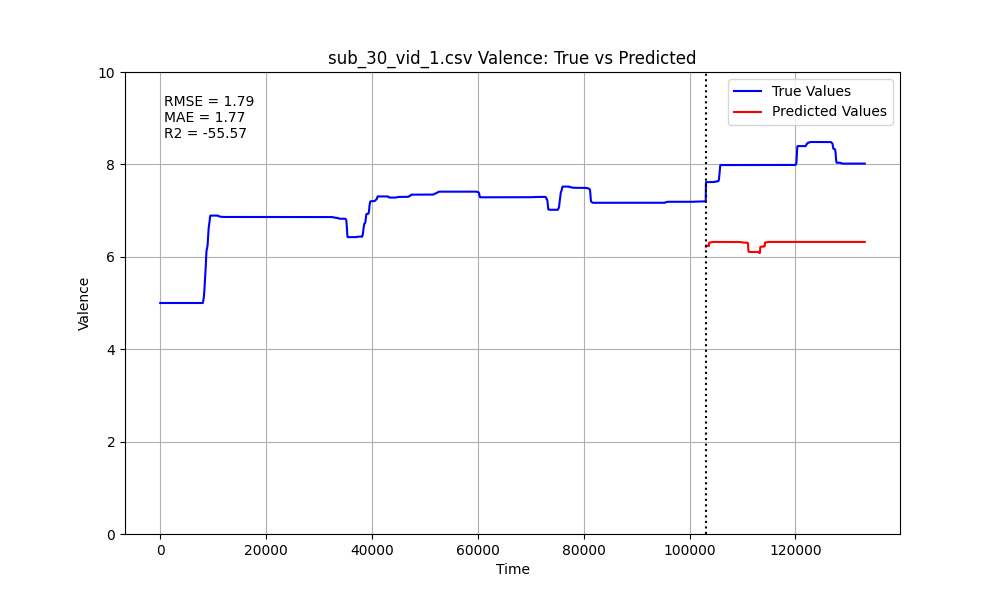 sub_30_vid_1.csv Valence: True vs Predicted
RMSE = 1.79
MAE = 1.77
R2 = -55.57
True Values
Predicted Values
10
8
6
4
2
0
Valence
0 20000 40000 60000 80000 100000 120000
Time